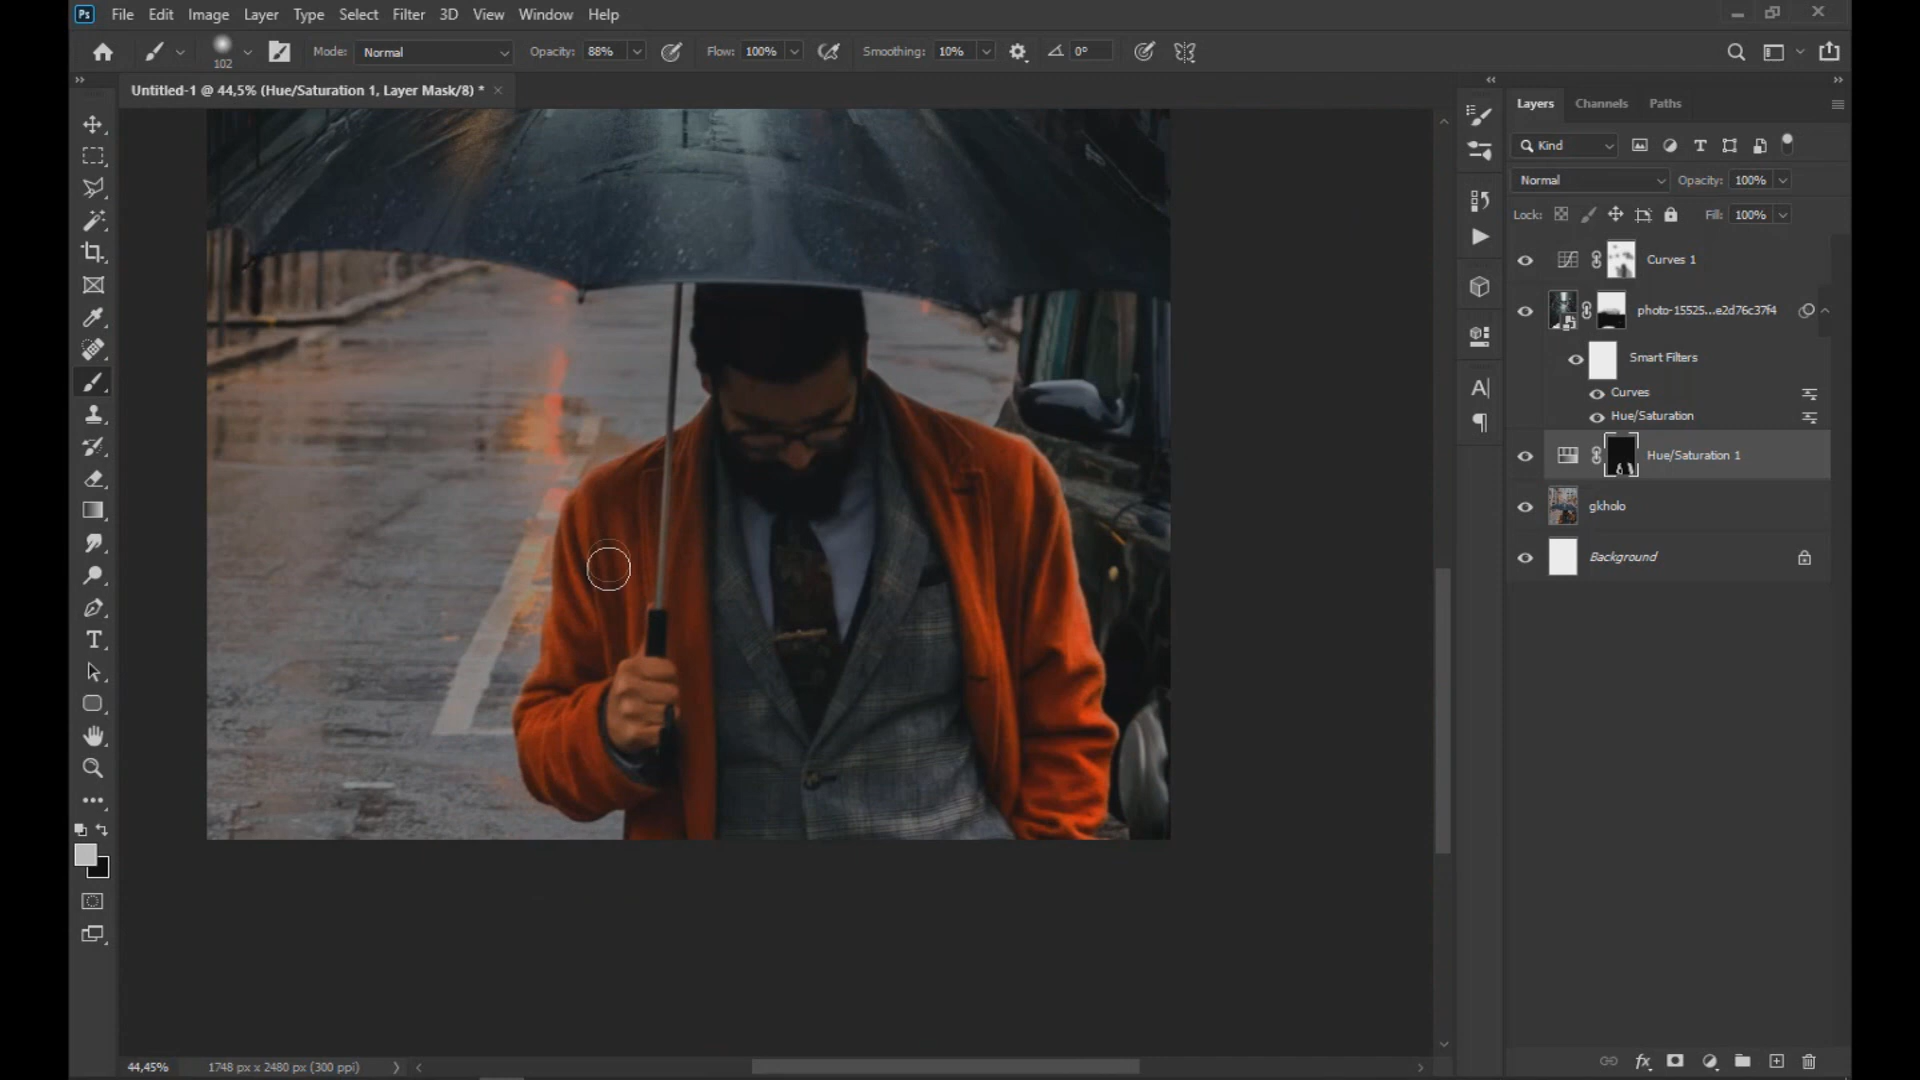 Ps File Edit Image Layer Type Select Filter 3D View Window Help
102 Mode: Normal Opacity: 88% Flow: 100% Smoothing: 10% 0°
Untitled-1 @ 44,5% (Hue/Saturation 1, Layer Mask/8) * ×
Layers Channels Paths
Kind
Normal Opacity: 100%
Lock: Fill: 100%
Curves 1
photo-15525...e2d76c37f4
Smart Filters
Curves
Hue/Saturation
Hue/Saturation 1
gkholo
Background
44,45% 1748 px x 2480 px (300 ppi)